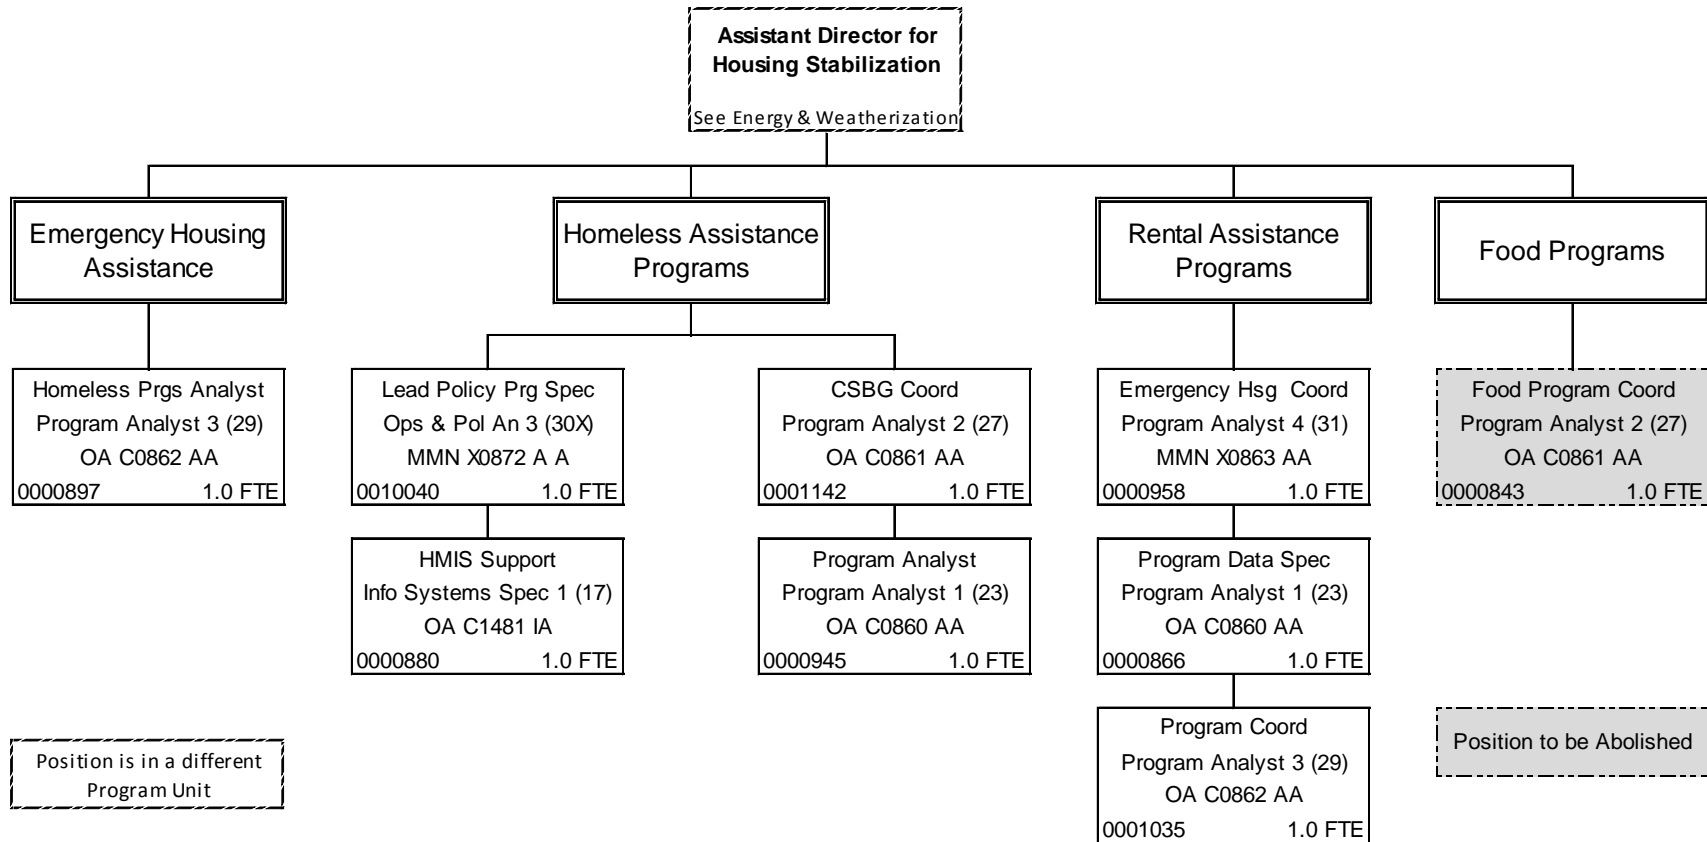 Assistant Director for
Housing Stabilization
See Energy & Weatherization
Emergency Housing
Assistance
Homeless Assistance
Programs
Rental Assistance
Programs
Food Programs
Homeless Prgs Analyst
Program Analyst 3 (29)
OA C0862 AA
0000897 1.0 FTE
Lead Policy Prg Spec
Ops & Pol An 3 (30X)
MMN X0872 A A
0010040 1.0 FTE
CSBG Coord
Program Analyst 2 (27)
OA C0861 AA
0001142 1.0 FTE
Emergency Hsg Coord
Program Analyst 4 (31)
MMN X0863 AA
0000958 1.0 FTE
Food Program Coord
Program Analyst 2 (27)
OA C0861 AA
0000843 1.0 FTE
HMIS Support
Info Systems Spec 1 (17)
OA C1481 IA
0000880 1.0 FTE
Program Analyst
Program Analyst 1 (23)
OA C0860 AA
0000945 1.0 FTE
Program Data Spec
Program Analyst 1 (23)
OA C0860 AA
0000866 1.0 FTE
Program Coord
Program Analyst 3 (29)
OA C0862 AA
0001035 1.0 FTE
Position is in a different
Program Unit
Position to be Abolished